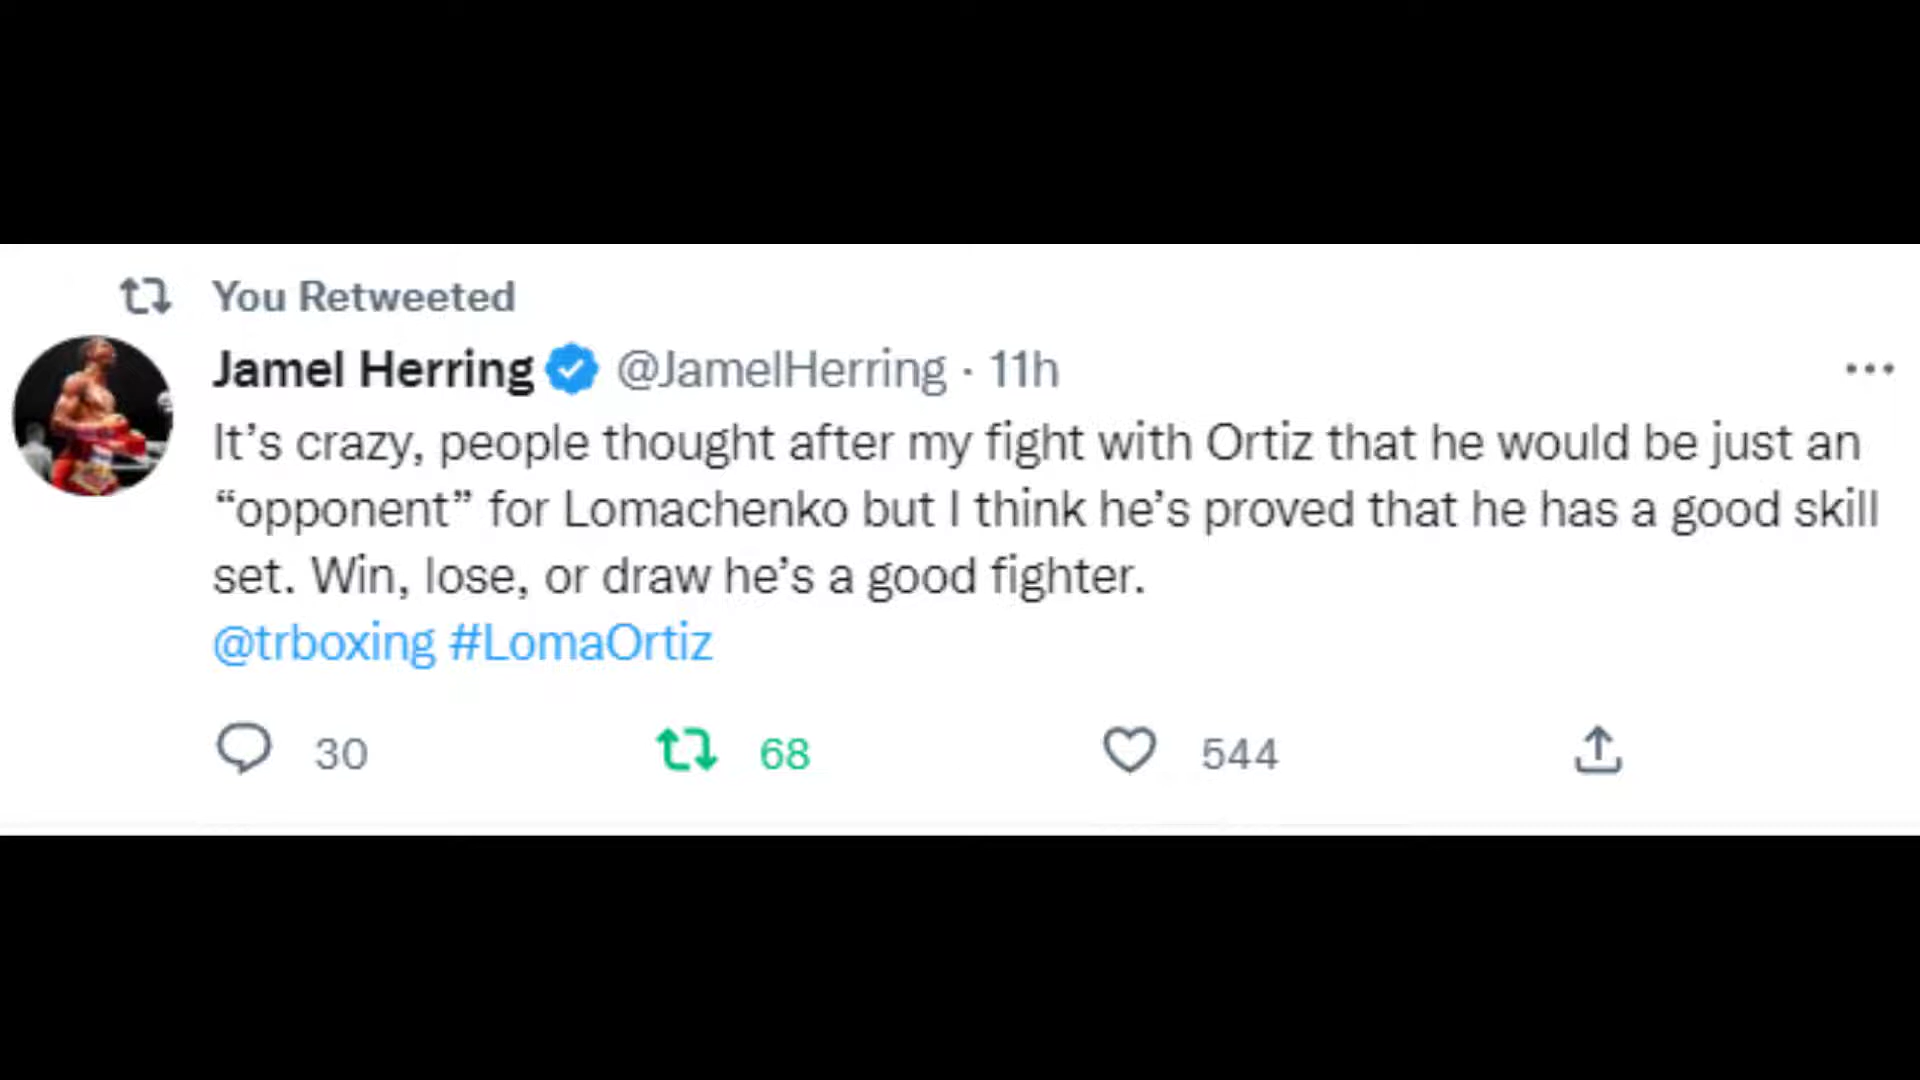 You Retweeted
Jamel Herring @JamelHerring · 11h
It’s crazy, people thought after my fight with Ortiz that he would be just an
“opponent” for Lomachenko but I think he’s proved that he has a good skill
set. Win, lose, or draw he’s a good fighter.
@trboxing #LomaOrtiz
30 68 544